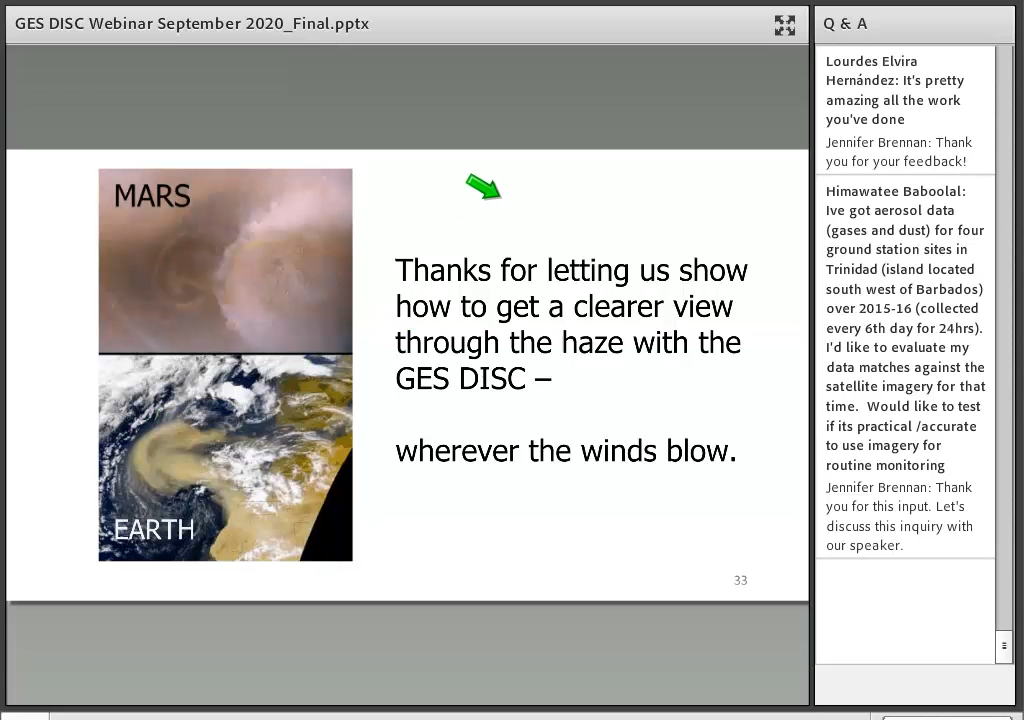 GES DISC Webinar September 2020_Final.pptx
MARS
EARTH
Thanks for letting us show
how to get a clearer view
through the haze with the
GES DISC –
wherever the winds blow.
33
Q & A
Lourdes Elvira
Hernández: It's pretty
amazing all the work
you've done
Jennifer Brennan: Thank
you for your feedback!
Himawatee Baboolal:
Ive got aerosol data
(gases and dust) for four
ground station sites in
Trinidad (island located
south west of Barbados)
over 2015-16 (collected
every 6th day for 24hrs).
I'd like to evaluate my
data matches against the
satellite imagery for that
time.  Would like to test
if its practical /accurate
to use imagery for
routine monitoring
Jennifer Brennan: Thank
you for this input. Let's
discuss this inquiry with
our speaker.